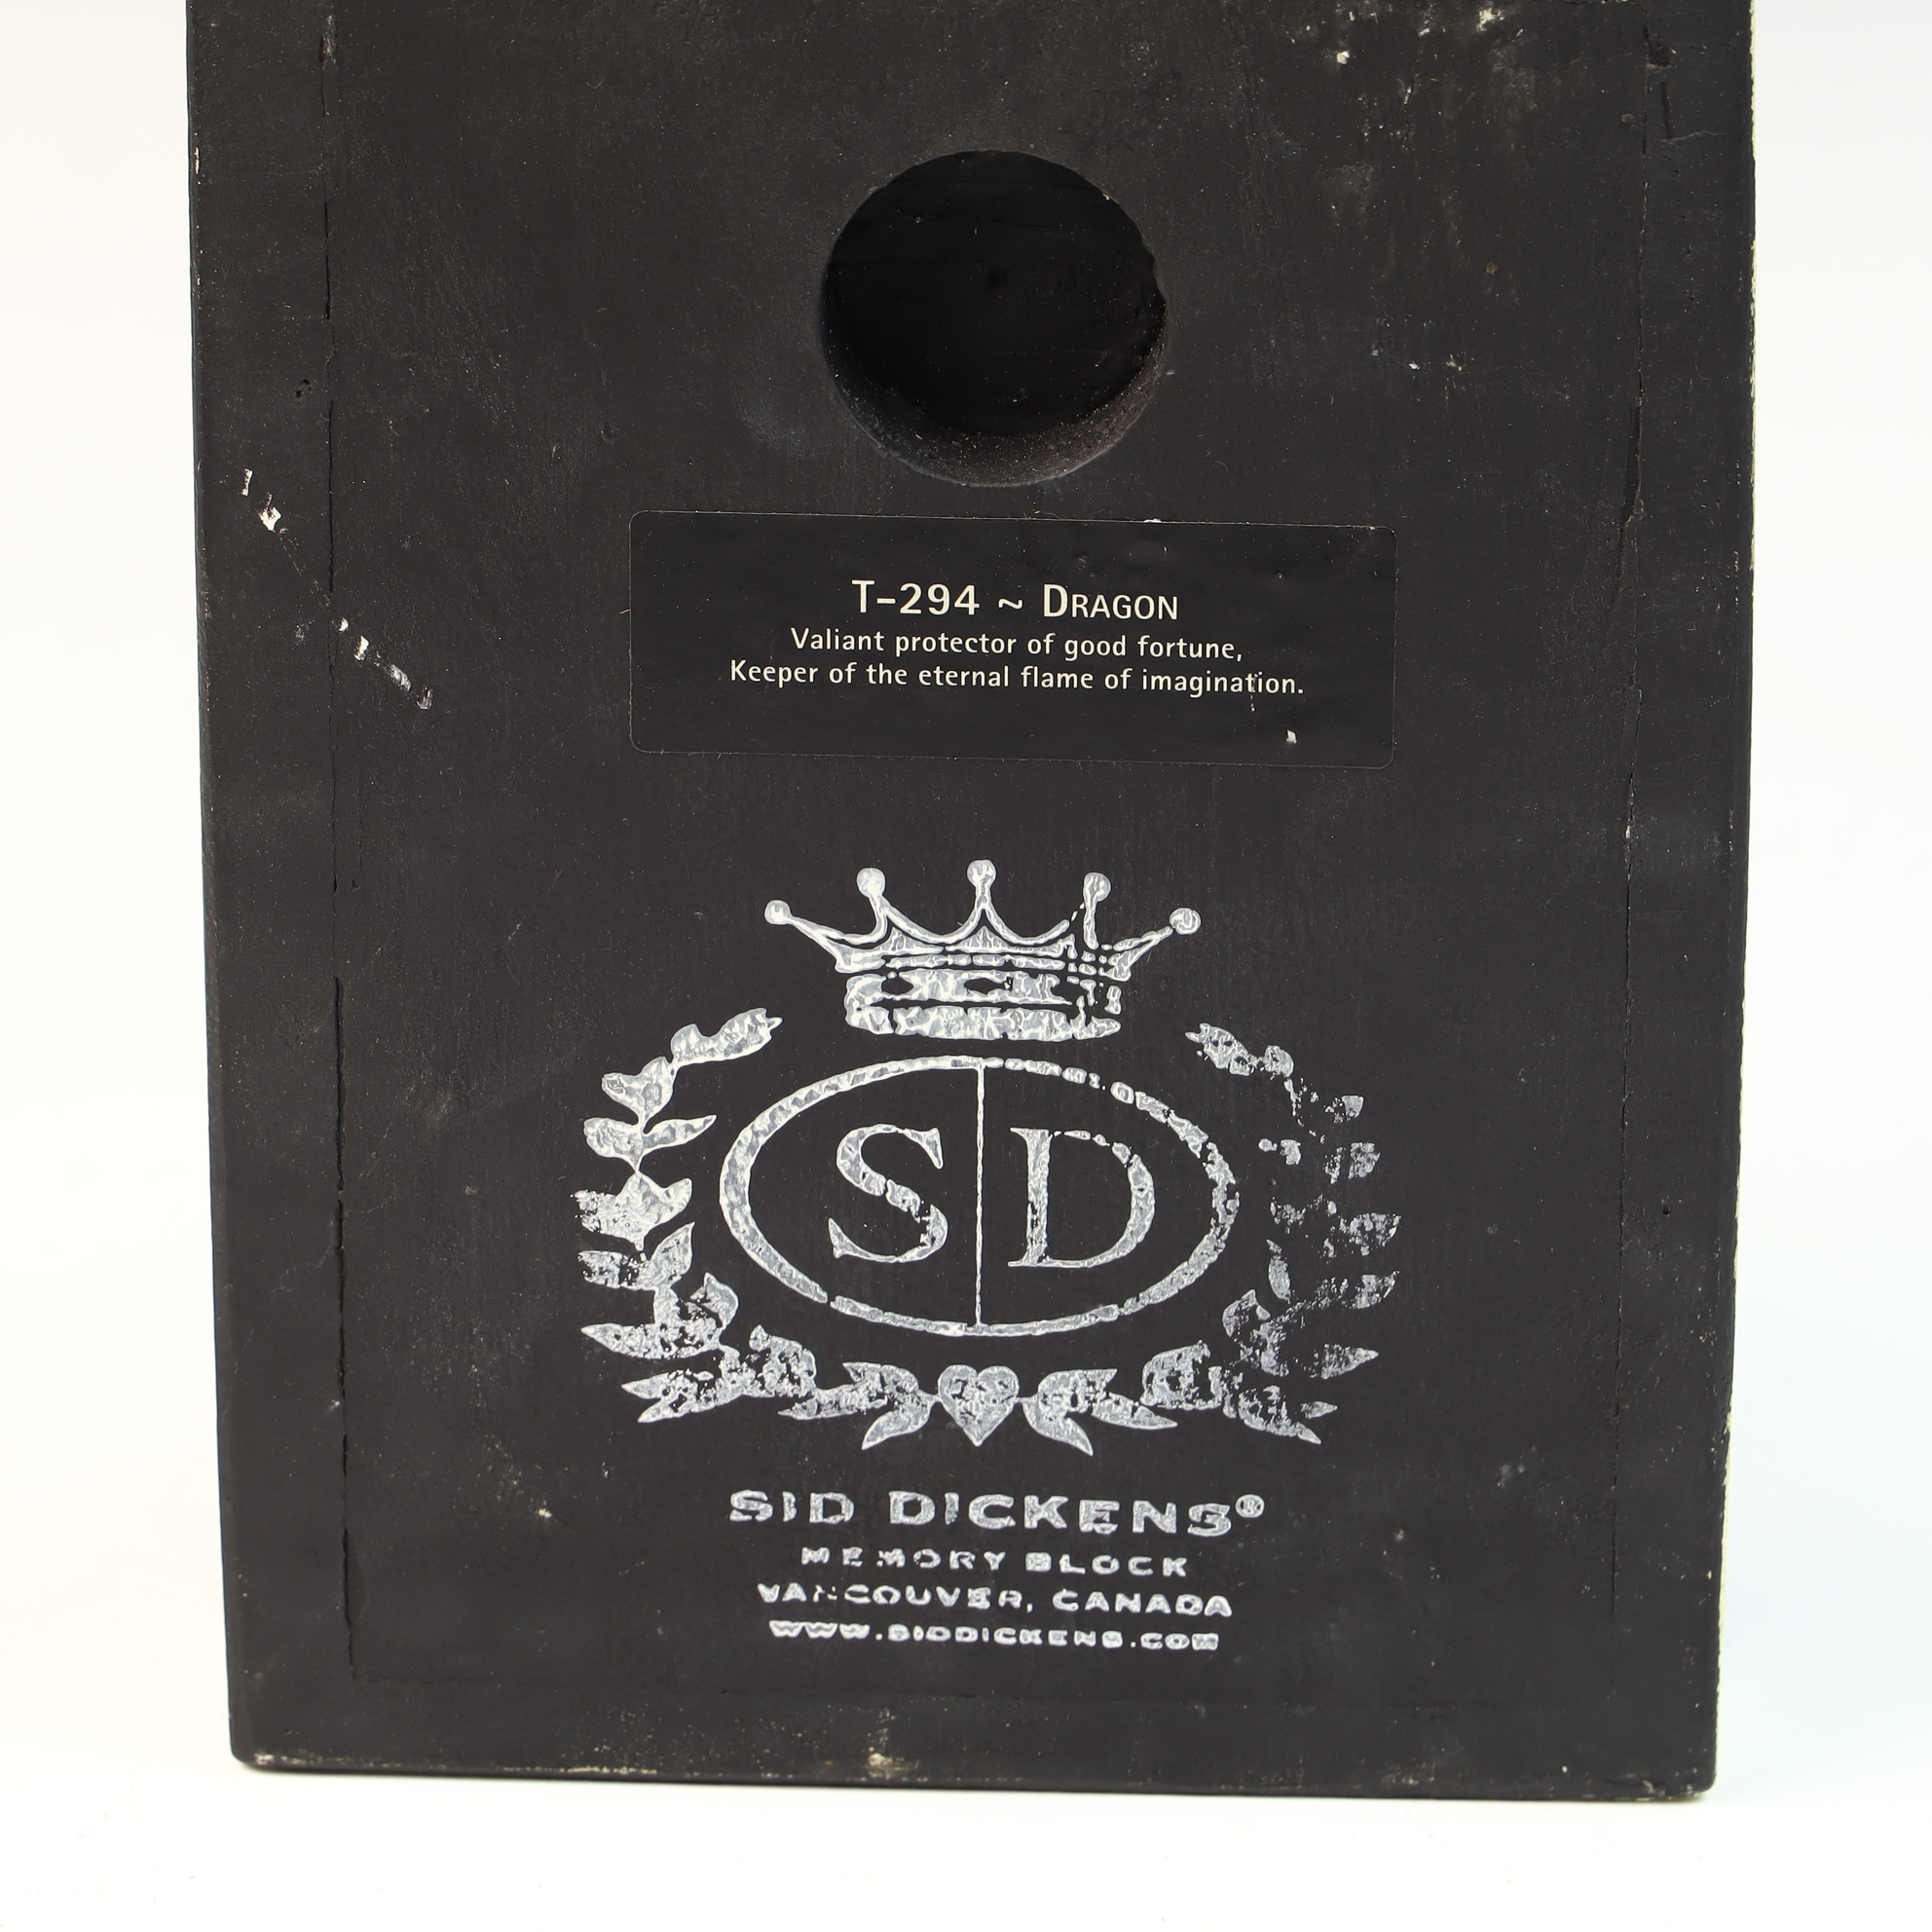 T-294 ~ DRAGON
Valiant protector of good fortune,
Keeper of the eternal flame of imagination.
S D
SID DICKENS®
MEMORY BLOCK
VANCOUVER, CANADA
WWW.SIDDICKENS.COM